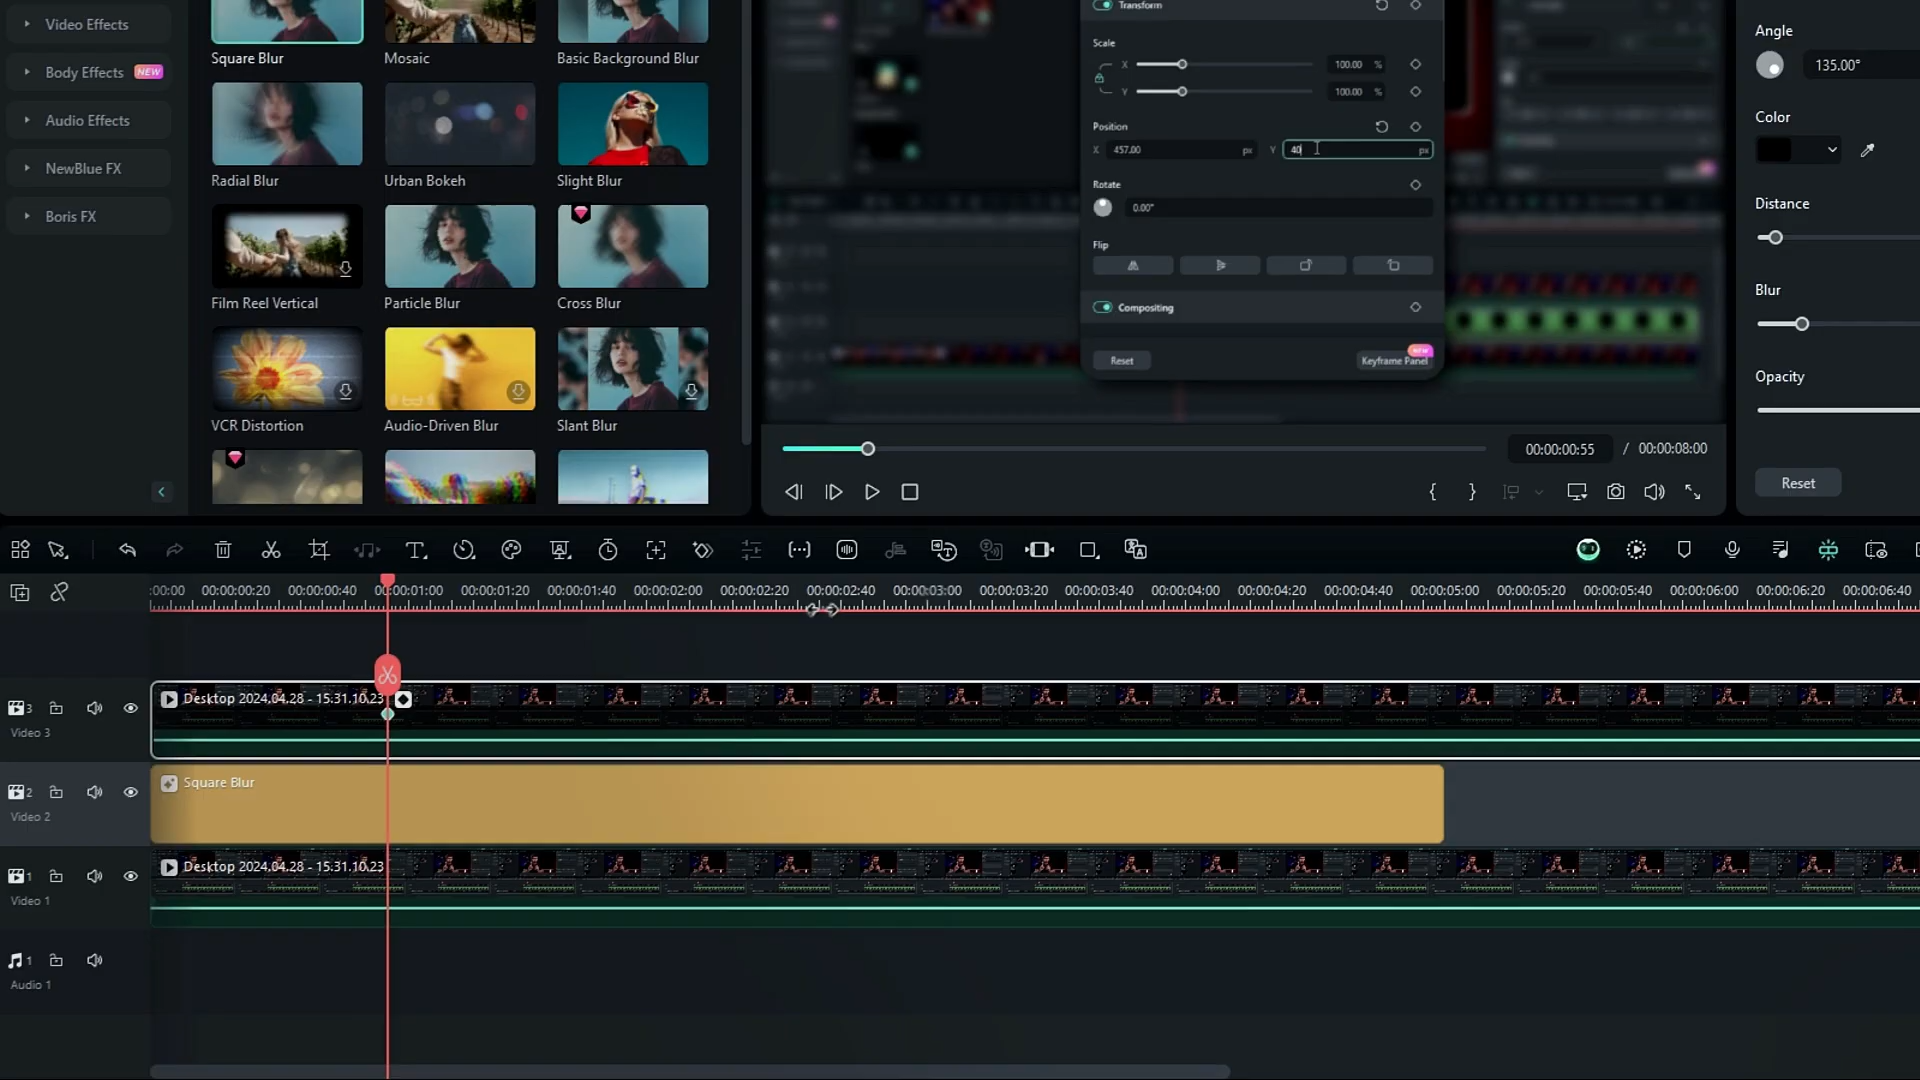 Video Effects
Body Effects NEW
Audio Effects
NewBlue FX
Boris FX
Square Blur
Mosaic
Basic Background Blur
Radial Blur
Urban Bokeh
Slight Blur
Film Reel Vertical
Particle Blur
Cross Blur
VCR Distortion
Audio-Driven Blur
Slant Blur
Transform
Scale
X 100.00 %
Y 100.00 %
Position
X 457.00 px Y 40 px
Rotate
0.00°
Flip
Compositing
NEW
Reset Keyframe Panel
00:00:00:55 / 00:00:08:00
Angle
135.00°
Color
Distance
Blur
Opacity
Reset
:00:00 00:00:00:20 00:00:00:40 00:00:01:00 00:00:01:20 00:00:01:40 00:00:02:00 00:00:02:20 00:00:02:40 00:00:03:00 00:00:03:20 00:00:03:40 00:00:04:00 00:00:04:20 00:00:04:40 00:00:05:00 00:00:05:20 00:00:05:40 00:00:06:00 00:00:06:20 00:00:06:40
3
Video 3
Desktop 2024.04.28 - 15.31.10.23
2
Video 2
Square Blur
1
Video 1
Desktop 2024.04.28 - 15.31.10.23
1
Audio 1